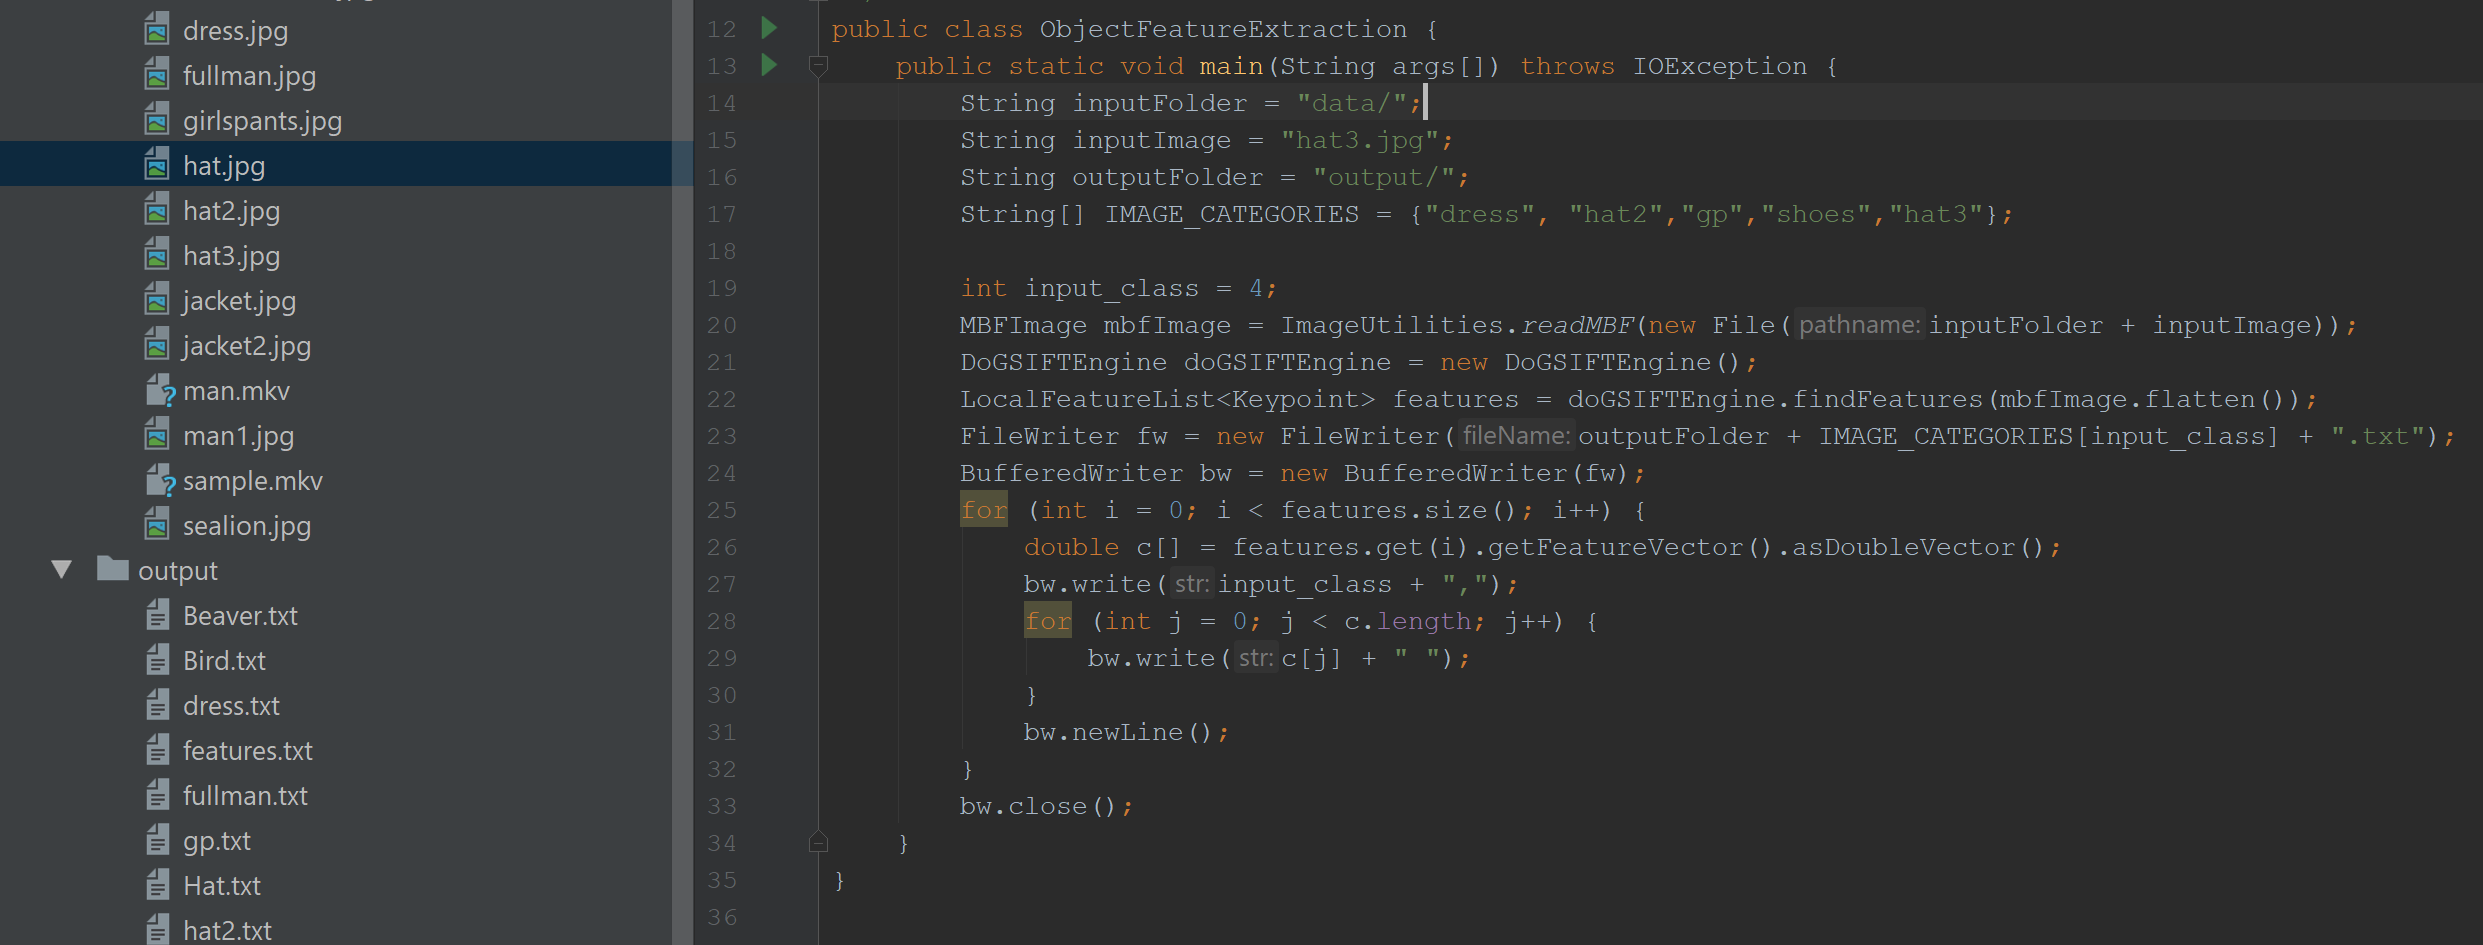 dress.jpg
fullman.jpg
girlspants.jpg
hat.jpg
hat2.jpg
hat3.jpg
jacket.jpg
jacket2.jpg
man.mkv
man1.jpg
sample.mkv
sealion.jpg
output
Beaver.txt
Bird.txt
dress.txt
features.txt
fullman.txt
gp.txt
Hat.txt
hat2.txt
12 public class ObjectFeatureExtraction {
13 public static void main(String args[]) throws IOException {
14 String inputFolder = "data/";
15 String inputImage = "hat3.jpg";
16 String outputFolder = "output/";
17 String[] IMAGE_CATEGORIES = {"dress", "hat2","gp","shoes","hat3"};
18
19 int input_class = 4;
20 MBFImage mbfImage = ImageUtilities.readMBF(new File( pathname: inputFolder + inputImage));
21 DoGSIFTEngine doGSIFTEngine = new DoGSIFTEngine();
22 LocalFeatureList<Keypoint> features = doGSIFTEngine.findFeatures(mbfImage.flatten());
23 FileWriter fw = new FileWriter( fileName: outputFolder + IMAGE_CATEGORIES[input_class] + ".txt");
24 BufferedWriter bw = new BufferedWriter(fw);
25 for (int i = 0; i < features.size(); i++) {
26 double c[] = features.get(i).getFeatureVector().asDoubleVector();
27 bw.write( str: input_class + ",");
28 for (int j = 0; j < c.length; j++) {
29 bw.write( str: c[j] + " ");
30 }
31 bw.newLine();
32 }
33 bw.close();
34 }
35 }
36